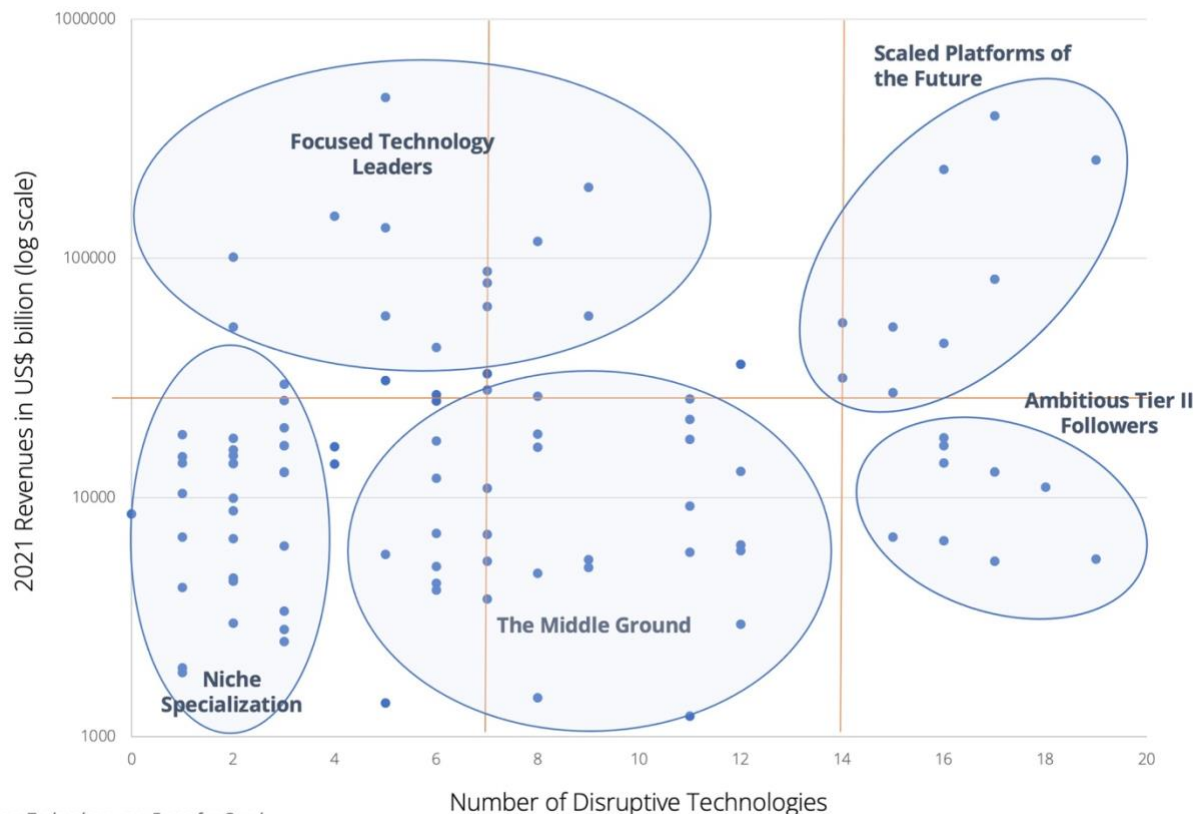 1000000
Scaled Platforms of
the Future
Focused Technology
Leaders
2021 Revenues in US$ billion (log scale)
100000
Ambitious Tier II
Followers
10000
The Middle Ground
Niche
Specialization
1000
0 2 4 6 8 10 12 14 16 18 20
Number of Disruptive Technologies